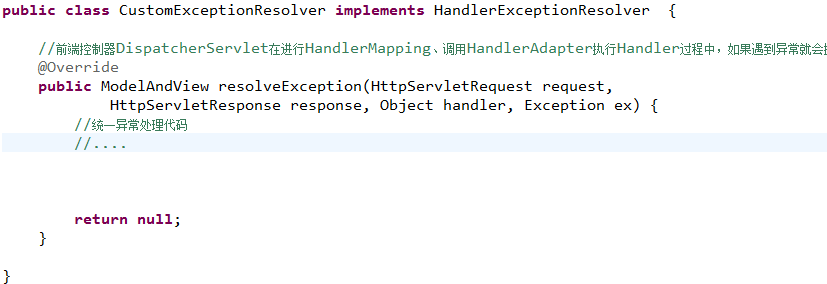 public class CustomExceptionResolver implements HandlerExceptionResolver  {
//前端控制器DispatcherServlet在进行HandlerMapping、调用HandlerAdapter执行Handler过程中，如果遇到异常就会
@Override
public ModelAndView resolveException(HttpServletRequest request,
HttpServletResponse response, Object handler, Exception ex) {
//统一异常处理代码
//....
return null;
}
}